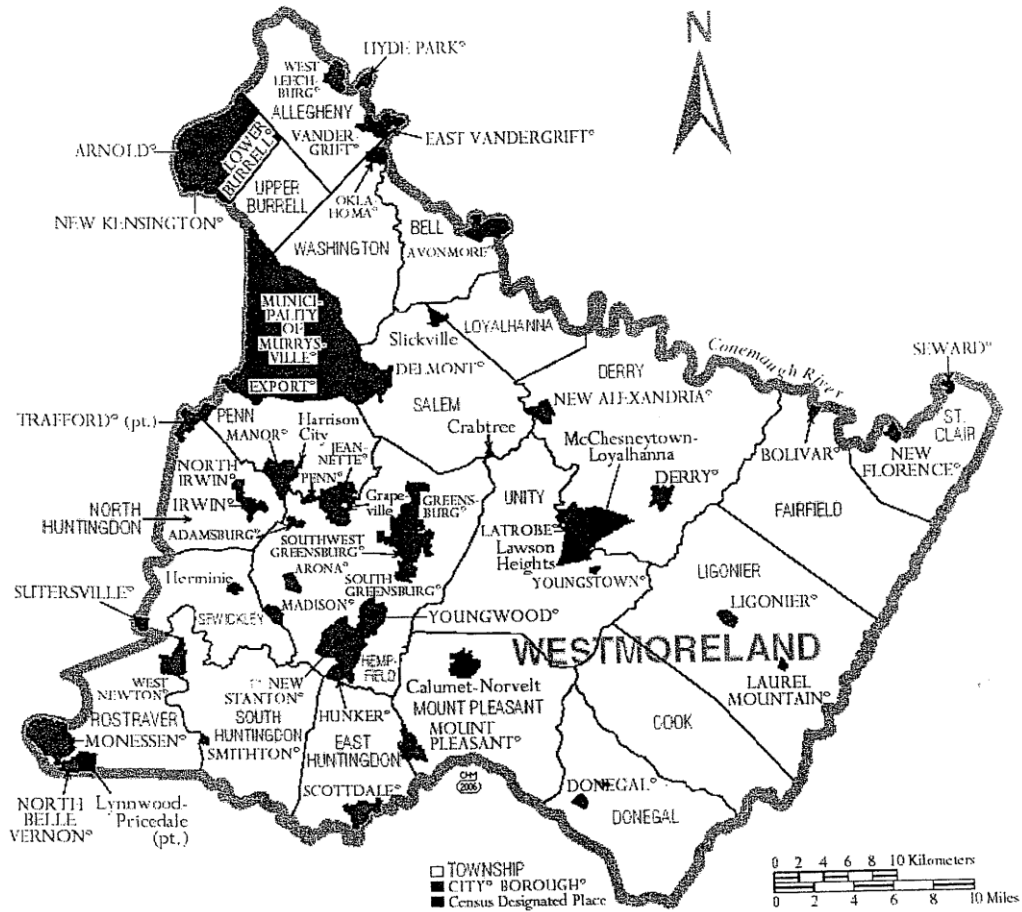 N
HYDE PARK°
WEST
LEECH-
BURG°
ALLEGHENY
VANDER-
GRIFT°
EAST VANDERGRIFT°
ARNOLD°
LOWER
BURRELL°
UPPER
BURRELL
OKLA-
HOMA°
NEW KENSINGTON°
BELL
WASHINGTON
AVONMORE°
MUNICI-
PALITY
OF
MURRYS-
VILLE°
Slickville
LOYALHANNA
Conemaugh River
SEWARD°
EXPORT°
DELMONT°
DERRY
TRAFFORD° (pt.)
PENN
Harrison
City
MANOR°
SALEM
NEW ALEXANDRIA°
Crabtree
ST.
CLAIR
JEAN-
NETTE°
McChesneytown-
Loyalhanna
BOLIVAR°
NEW
FLORENCE°
NORTH
IRWIN°
PENN°
DERRY°
IRWIN°
Grape-
ville
GREENS-
BURG°
UNITY
FAIRFIELD
NORTH
HUNTINGDON
ADAMSBURG°
SOUTHWEST
GREENSBURG°
LATROBE°
Lawson
Heights
ARONA°
YOUNGSTOWN°
LIGONIER
Herminie
SOUTH
GREENSBURG°
SUTERSVILLE°
MADISON°
LIGONIER°
SEWICKLEY
YOUNGWOOD°
WESTMORELAND
HEMP-
FIELD
WEST
NEWTON°
NEW
STANTON°
Calumet-Norvelt
LAUREL
MOUNTAIN°
ROSTRAVER
SOUTH
HUNTINGDON
HUNKER°
MOUNT PLEASANT
COOK
MONESSEN°
MOUNT
PLEASANT°
SMITHTON°
EAST
HUNTINGDON
CHM
2006
DONEGAL°
SCOTTDALE°
NORTH
BELLE
VERNON°
Lynnwood-
Pricedale
(pt.)
DONEGAL
TOWNSHIP
CITY° BOROUGH°
Census Designated Place
0 2 4 6 8 10 Kilometers
0 2 4 6 8 10 Miles